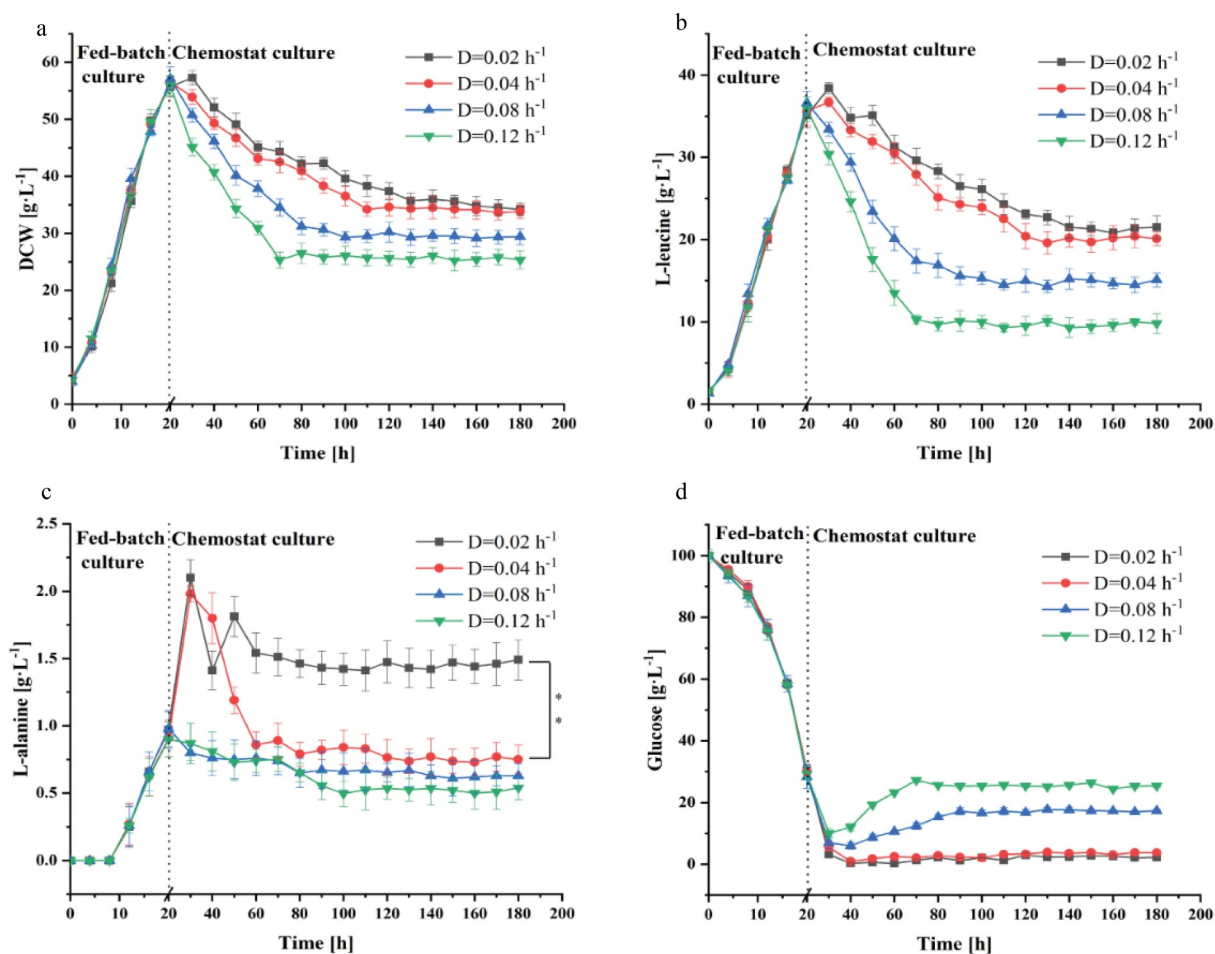 a
Fed-batch
culture
Chemostat culture
D=0.02 h⁻¹
D=0.04 h⁻¹
D=0.08 h⁻¹
D=0.12 h⁻¹
60
50
40
30
20
10
0
DCW [g·L⁻¹]
0 10 20 40 60 80 100 120 140 160 180 200
Time [h]
b
Fed-batch
culture
Chemostat culture
D=0.02 h⁻¹
D=0.04 h⁻¹
D=0.08 h⁻¹
D=0.12 h⁻¹
40
30
20
10
0
L-leucine [g·L⁻¹]
0 10 20 40 60 80 100 120 140 160 180 200
Time [h]
c
Fed-batch
culture
Chemostat culture
D=0.02 h⁻¹
D=0.04 h⁻¹
D=0.08 h⁻¹
D=0.12 h⁻¹
2.5
2.0
1.5
1.0
0.5
0.0
L-alanine [g·L⁻¹]
**
0 10 20 40 60 80 100 120 140 160 180 200
Time [h]
d
Fed-batch
culture
Chemostat culture
D=0.02 h⁻¹
D=0.04 h⁻¹
D=0.08 h⁻¹
D=0.12 h⁻¹
100
80
60
40
20
0
Glucose [g·L⁻¹]
0 10 20 40 60 80 100 120 140 160 180 200
Time [h]